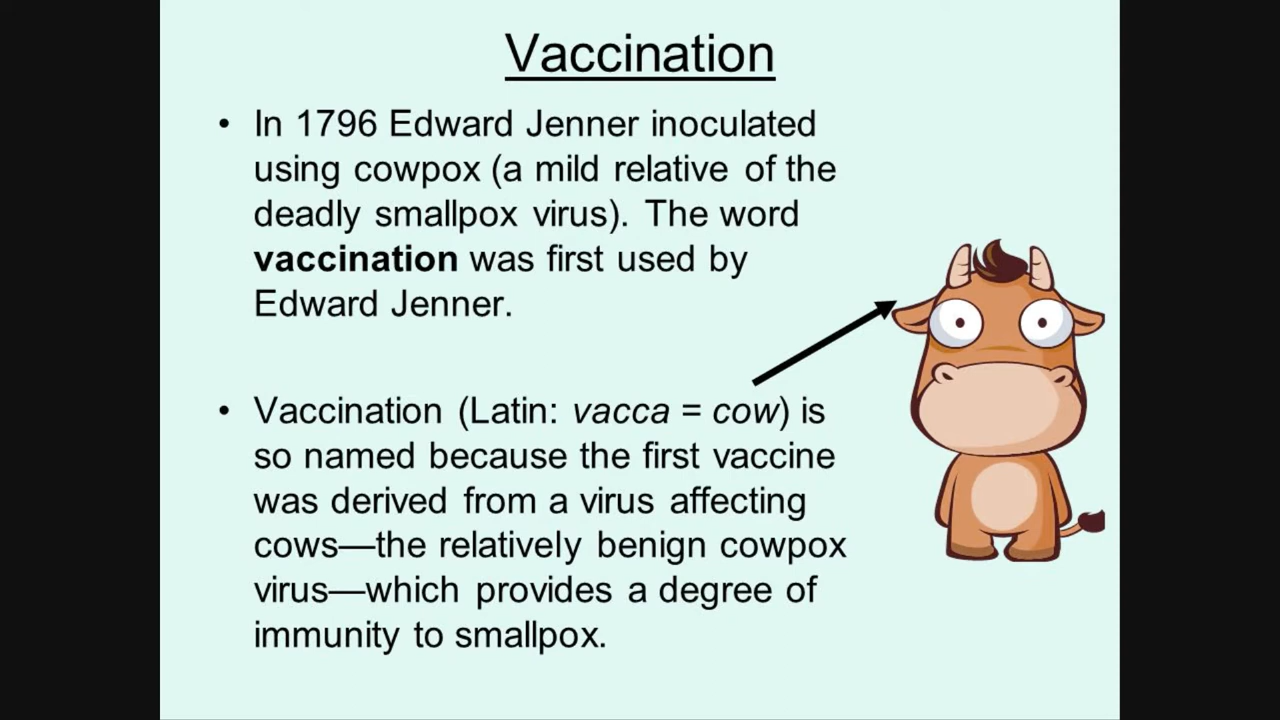 Vaccination
• In 1796 Edward Jenner inoculated
using cowpox (a mild relative of the
deadly smallpox virus). The word
vaccination was first used by
Edward Jenner.
• Vaccination (Latin: vacca = cow) is
so named because the first vaccine
was derived from a virus affecting
cows—the relatively benign cowpox
virus—which provides a degree of
immunity to smallpox.